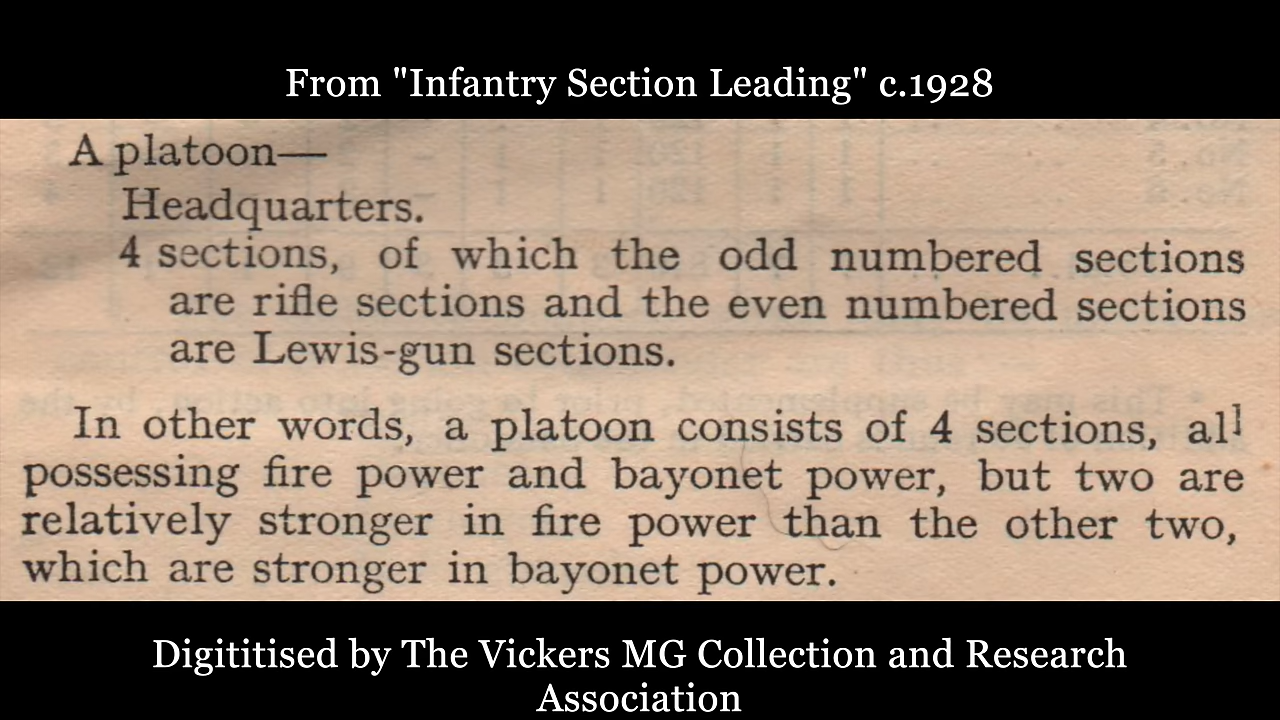 From "Infantry Section Leading" c.1928
A platoon—
Headquarters.
4 sections, of which the odd numbered sections
are rifle sections and the even numbered sections
are Lewis-gun sections.
In other words, a platoon consists of 4 sections, all
possessing fire power and bayonet power, but two are
relatively stronger in fire power than the other two,
which are stronger in bayonet power.
Digititised by The Vickers MG Collection and Research
Association